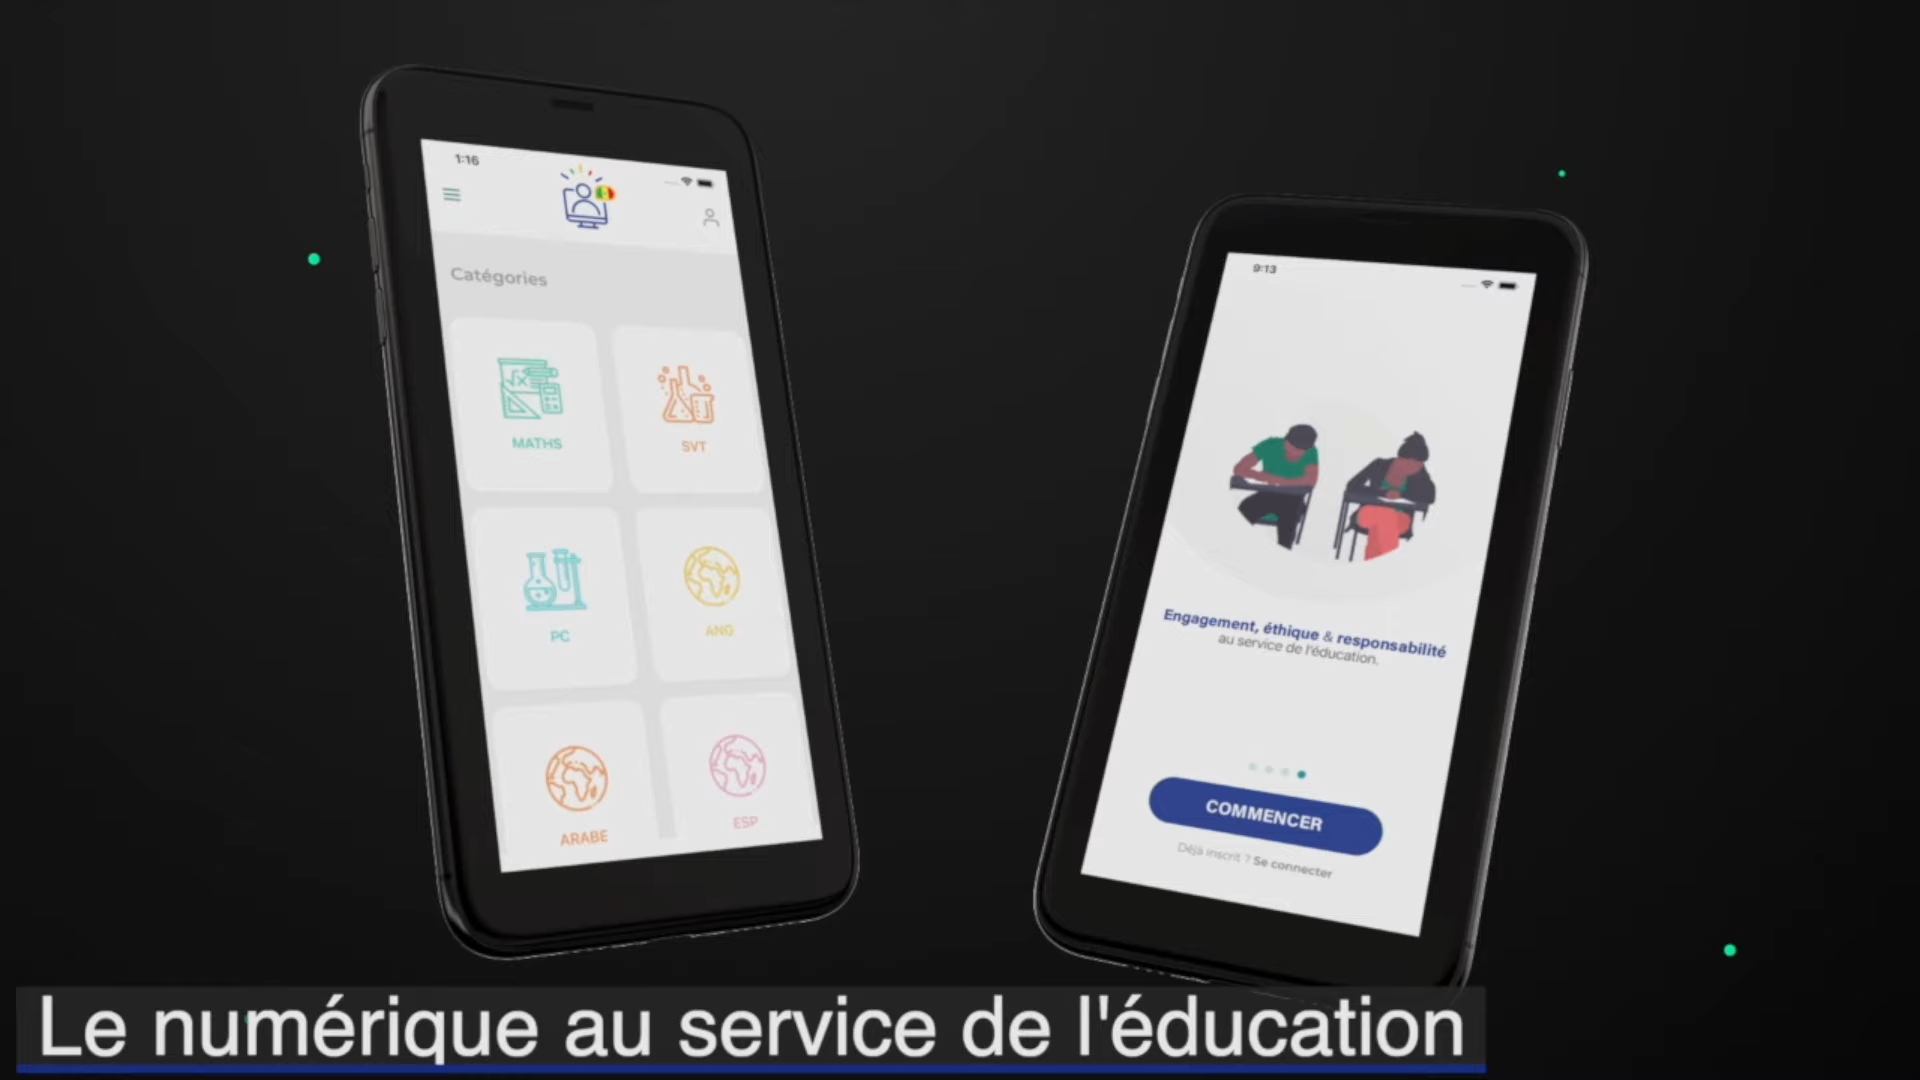 1:16
Catégories
MATHS
SVT
PC
ANG
ARABE
ESP
9:13
Engagement, éthique & responsabilité
au service de l'éducation.
COMMENCER
Déjà inscrit ? Se connecter
Le numérique au service de l'éducation